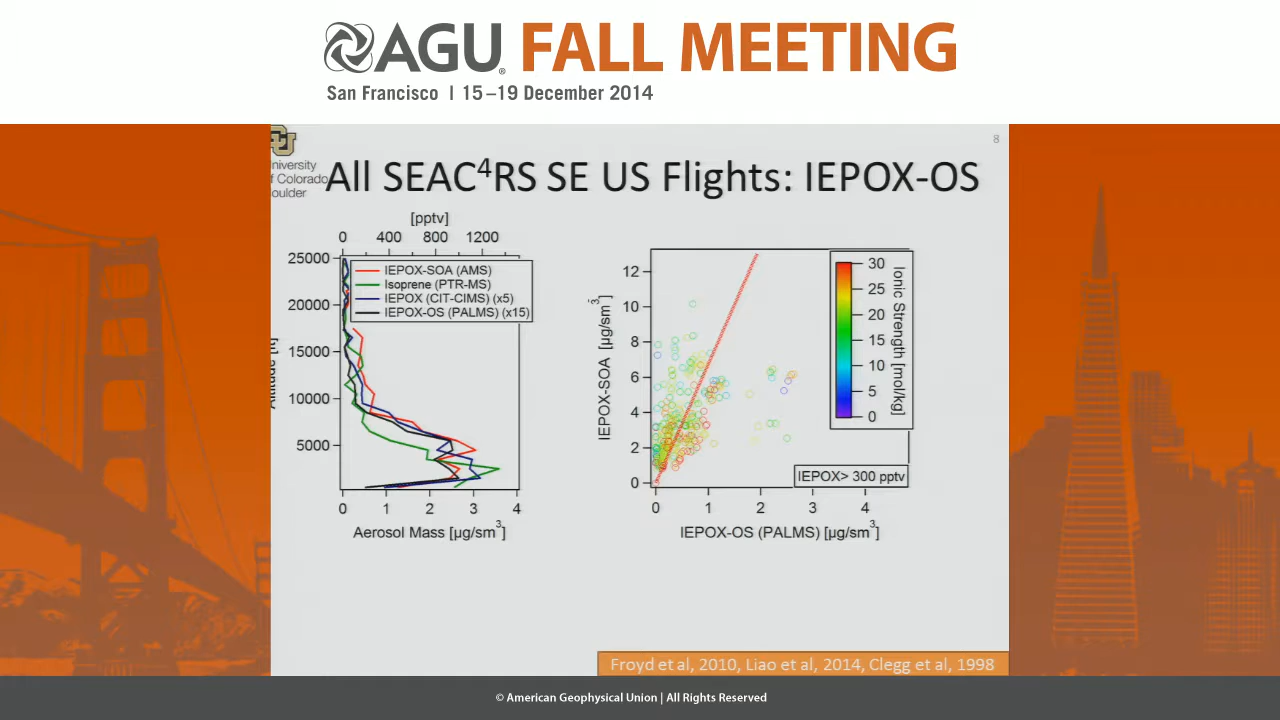 AGU FALL MEETING
San Francisco | 15–19 December 2014
8
niversity
f Colorado
oulder
All SEAC4RS SE US Flights: IEPOX-OS
[pptv]
0 400 800 1200
25000
20000
15000
10000
5000
IEPOX-SOA (AMS)
Isoprene (PTR-MS)
IEPOX (CIT-CIMS) (x5)
IEPOX-OS (PALMS) (x15)
0 1 2 3 4
Aerosol Mass [µg/sm3]
IEPOX-SOA [µg/sm3]
12
10
8
6
4
2
0
0 1 2 3 4
IEPOX-OS (PALMS) [µg/sm3]
30
25
20
15
10
5
0
Ionic Strength [mol/kg]
IEPOX> 300 pptv
Froyd et al, 2010, Liao et al, 2014, Clegg et al, 1998
© American Geophysical Union | All Rights Reserved